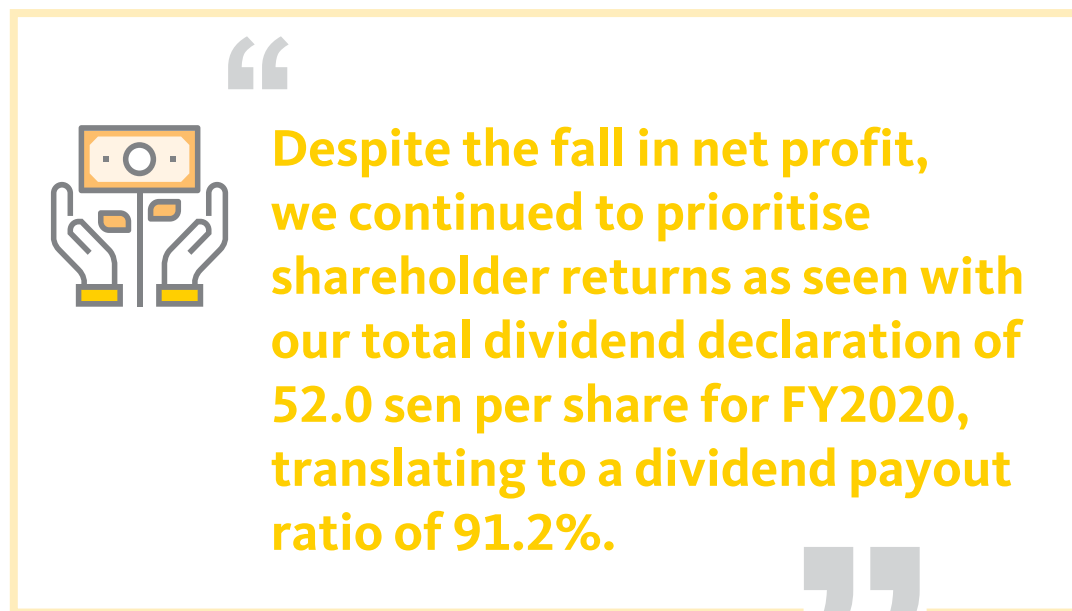 “
Despite the fall in net profit,
we continued to prioritise
shareholder returns as seen with
our total dividend declaration of
52.0 sen per share for FY2020,
translating to a dividend payout
ratio of 91.2%.
”